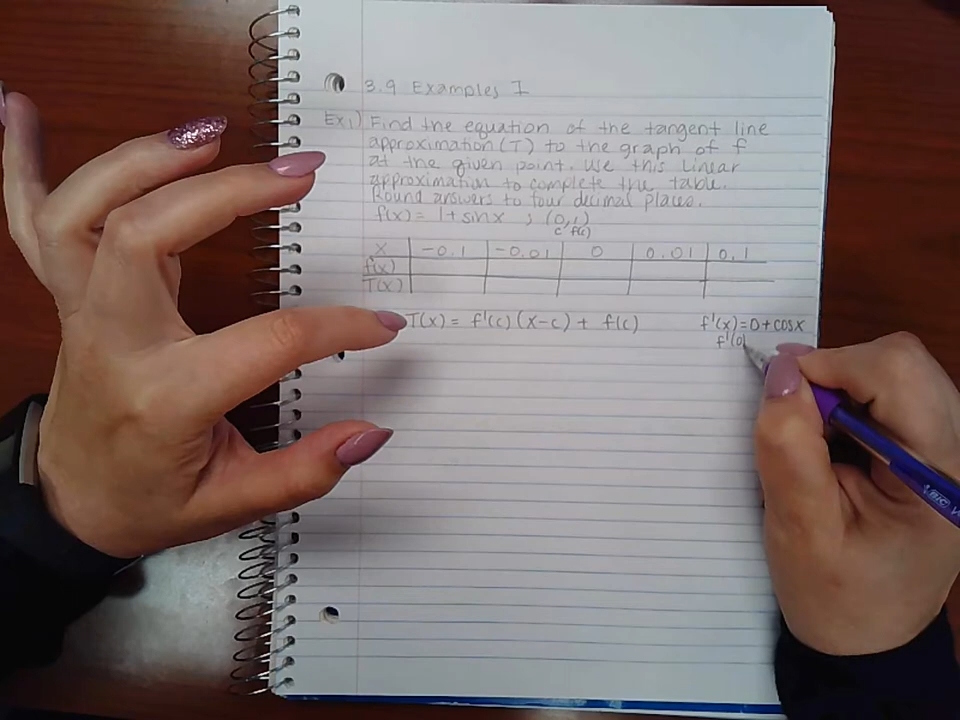 3.9 Examples I
Ex1) Find the equation of the tangent line
approximation (T) to the graph of f
at the given point. Use this linear
approximation to complete the table.
Round answers to four decimal places.
f(x) = 1 + sinx ; (0,1)
c f(c)
x -0.1 -0.01 0 0.01 0.1
f(x)
T(x)
T(x) = f'(c)(x-c) + f(c)
f'(x) = 0 + cosx
f'(0)
BIC